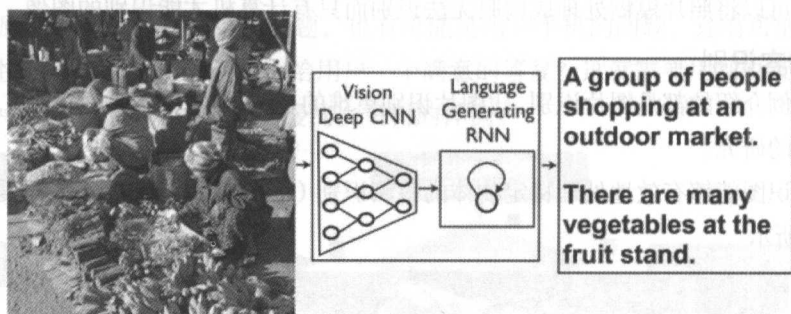 Vision
Deep CNN
Language
Generating
RNN
A group of people
shopping at an
outdoor market.
There are many
vegetables at the
fruit stand.